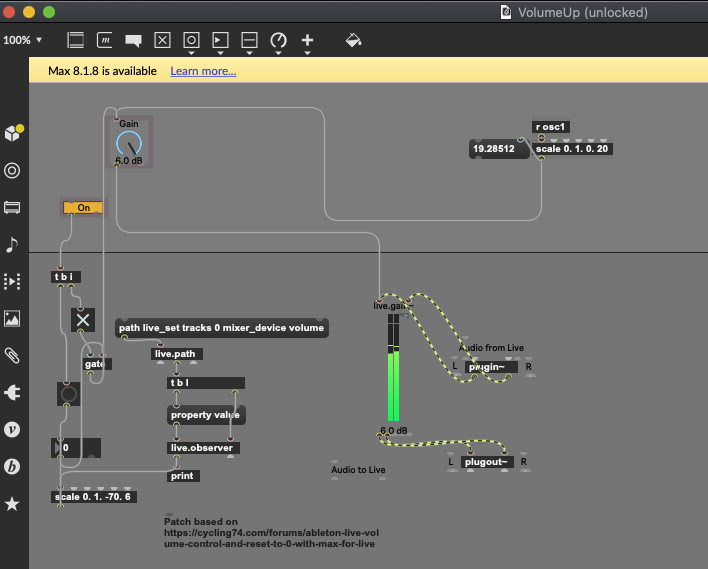 VolumeUp (unlocked)
100%
Max 8.1.8 is available Learn more...
Gain
6.0 dB
r osc1
19.28512
scale 0. 1. 0. 20
On
t b i
path live_set tracks 0 mixer_device volume
live.gain~
live.path
gate
Audio from Live
L plugin~ R
t b l
property value
6.0 dB
0
live.observer
L plugout~ R
Audio to Live
print
scale 0. 1. -70. 6
Patch based on
https://cycling74.com/forums/ableton-live-vol
ume-control-and-reset-to-0-with-max-for-live